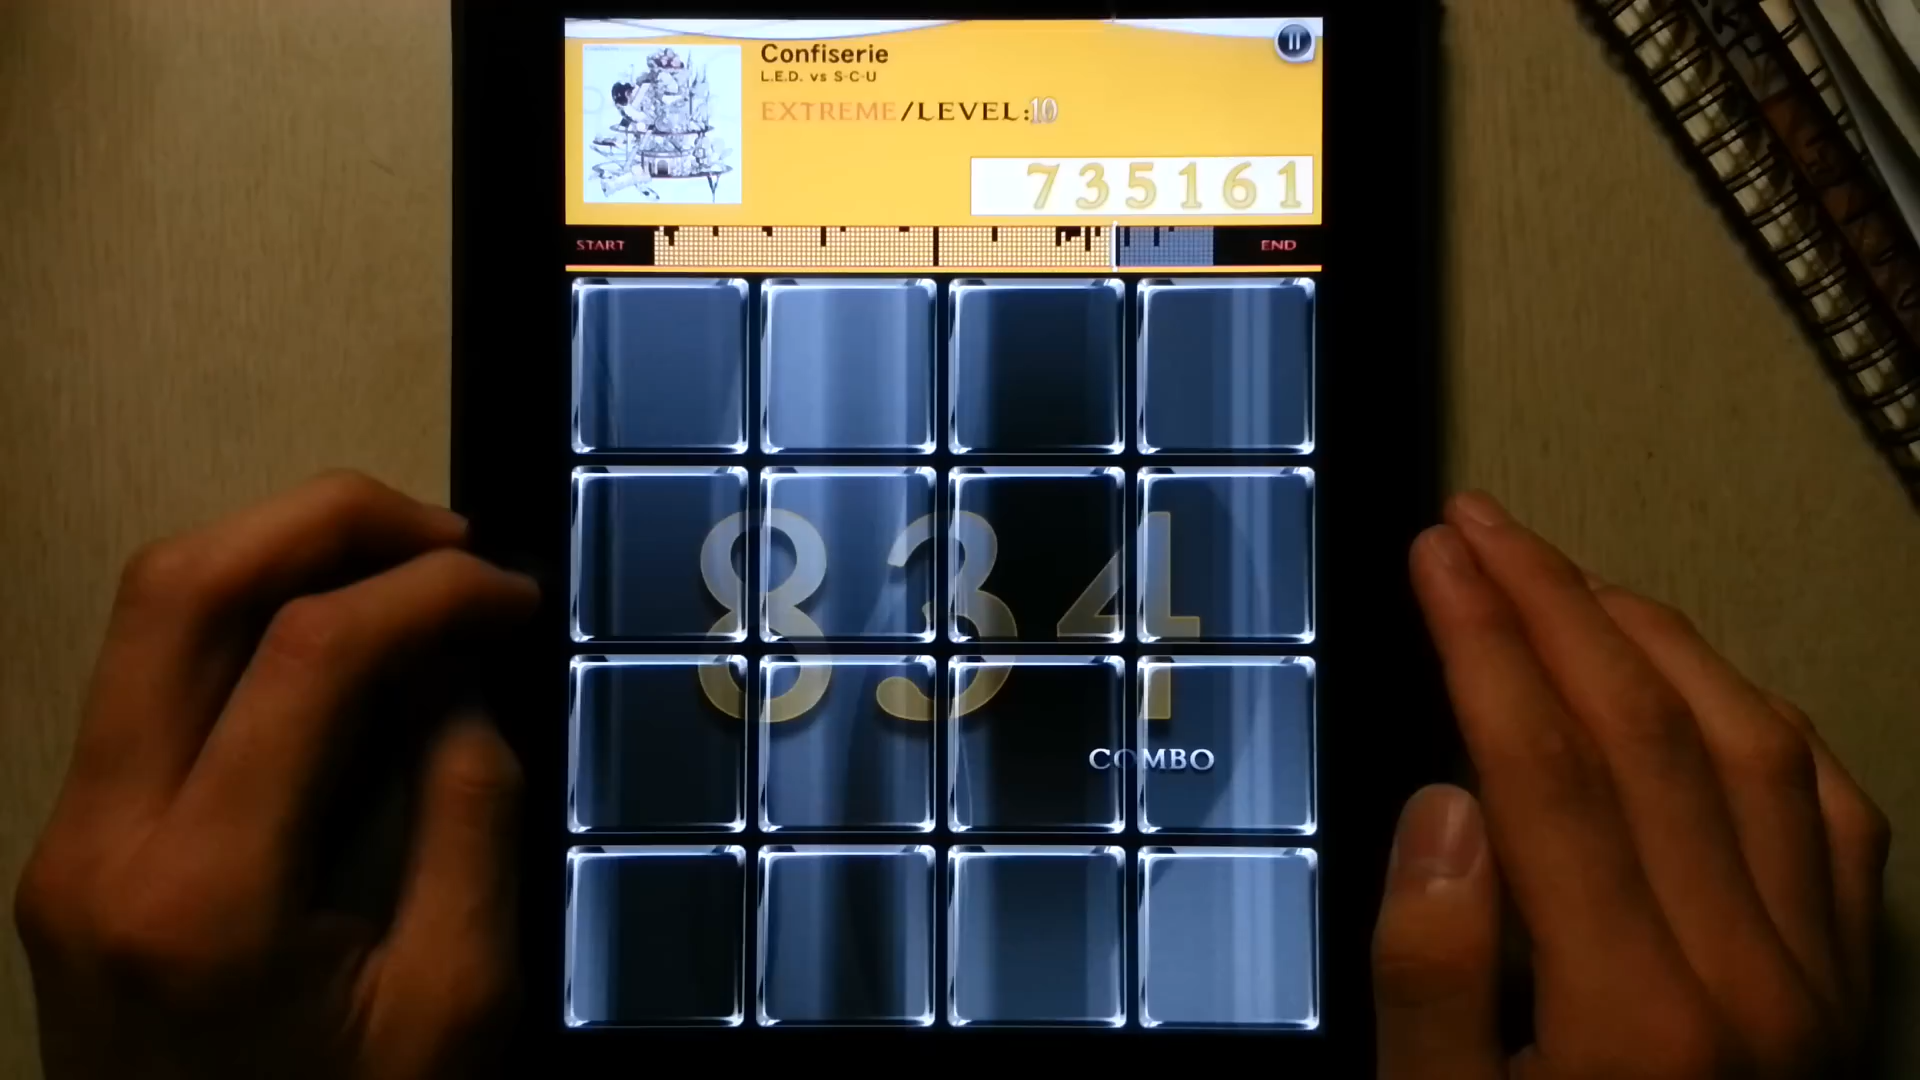 Confiserie
L.E.D. vs S-C-U
EXTREME/LEVEL:10
735161
START
END
834
COMBO